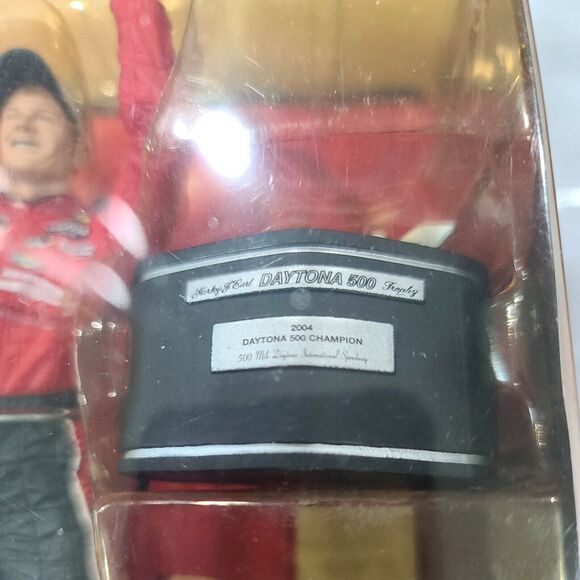 Harley J. Earl DAYTONA 500 Trophy
2004
DAYTONA 500 CHAMPION
500 Mile Daytona International Speedway